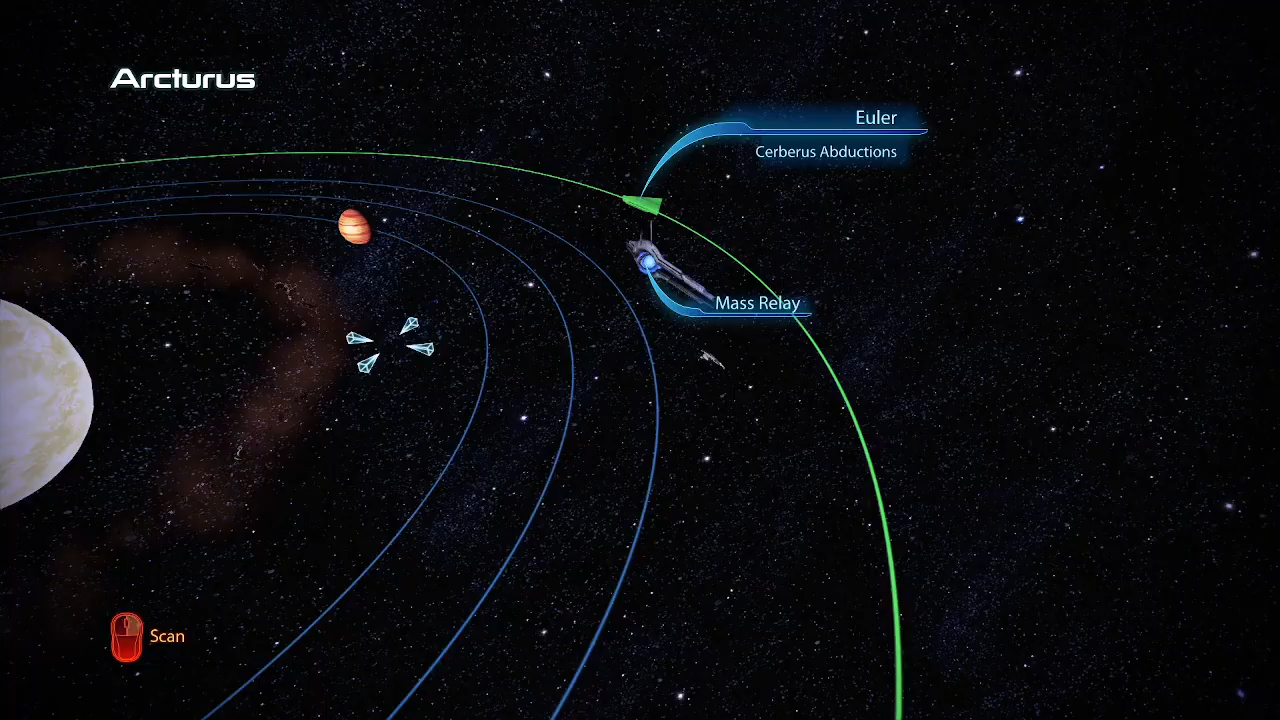 Arcturus
Euler
Cerberus Abductions
Mass Relay
Scan